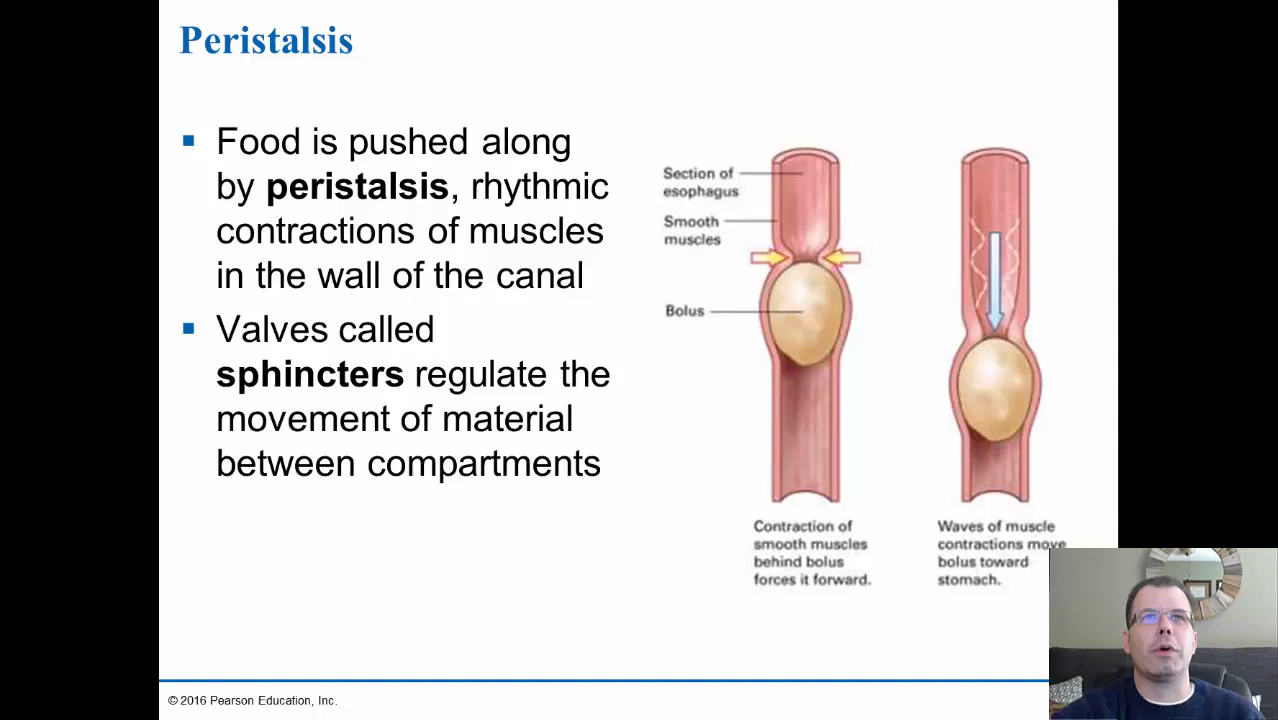 Peristalsis
Food is pushed along
by peristalsis, rhythmic
contractions of muscles
in the wall of the canal
Valves called
sphincters regulate the
movement of material
between compartments
Section of
esophagus
Smooth
muscles
Bolus
Contraction of
smooth muscles
behind bolus
forces it forward.
Waves of muscle
contractions move
bolus toward
stomach.
© 2016 Pearson Education, Inc.